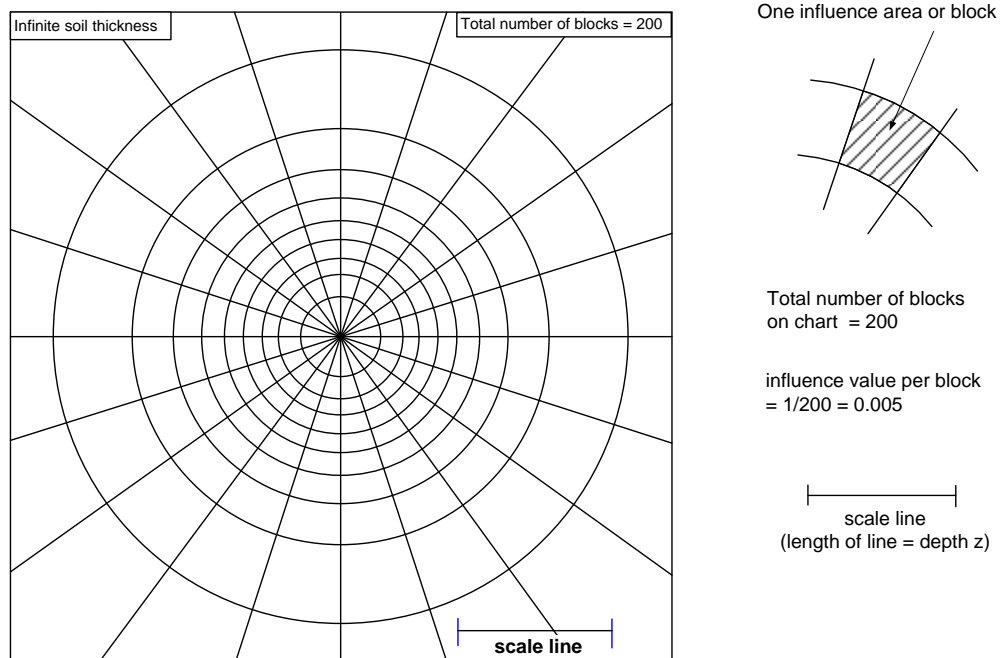 Infinite soil thickness
Total number of blocks = 200
scale line
One influence area or block
Total number of blocks
on chart = 200
influence value per block
= 1/200 = 0.005
scale line
(length of line = depth z)